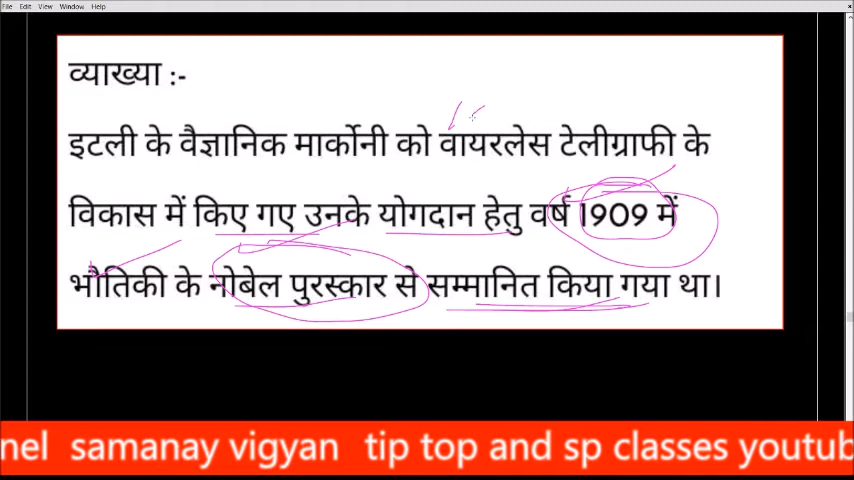 File Edit View Window Help
व्याख्या :-
इटली के वैज्ञानिक मार्कोनी को वायरलेस टेलीग्राफी के
विकास में किए गए उनके योगदान हेतु वर्ष 1909 में
भौतिकी के नोबेल पुरस्कार से सम्मानित किया गया था।
nel samanay vigyan tip top and sp classes youtub